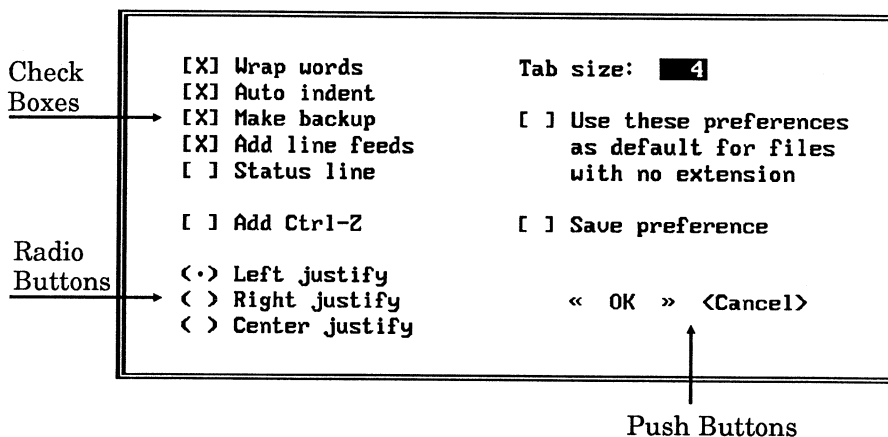 Check
Boxes
[X] Wrap words
[X] Auto indent
[X] Make backup
[X] Add line feeds
[ ] Status line
[ ] Add Ctrl-Z
Radio
Buttons
(·) Left justify
( ) Right justify
( ) Center justify
Tab size: 4
[ ] Use these preferences
as default for files
with no extension
[ ] Save preference
« OK » <Cancel>
Push Buttons